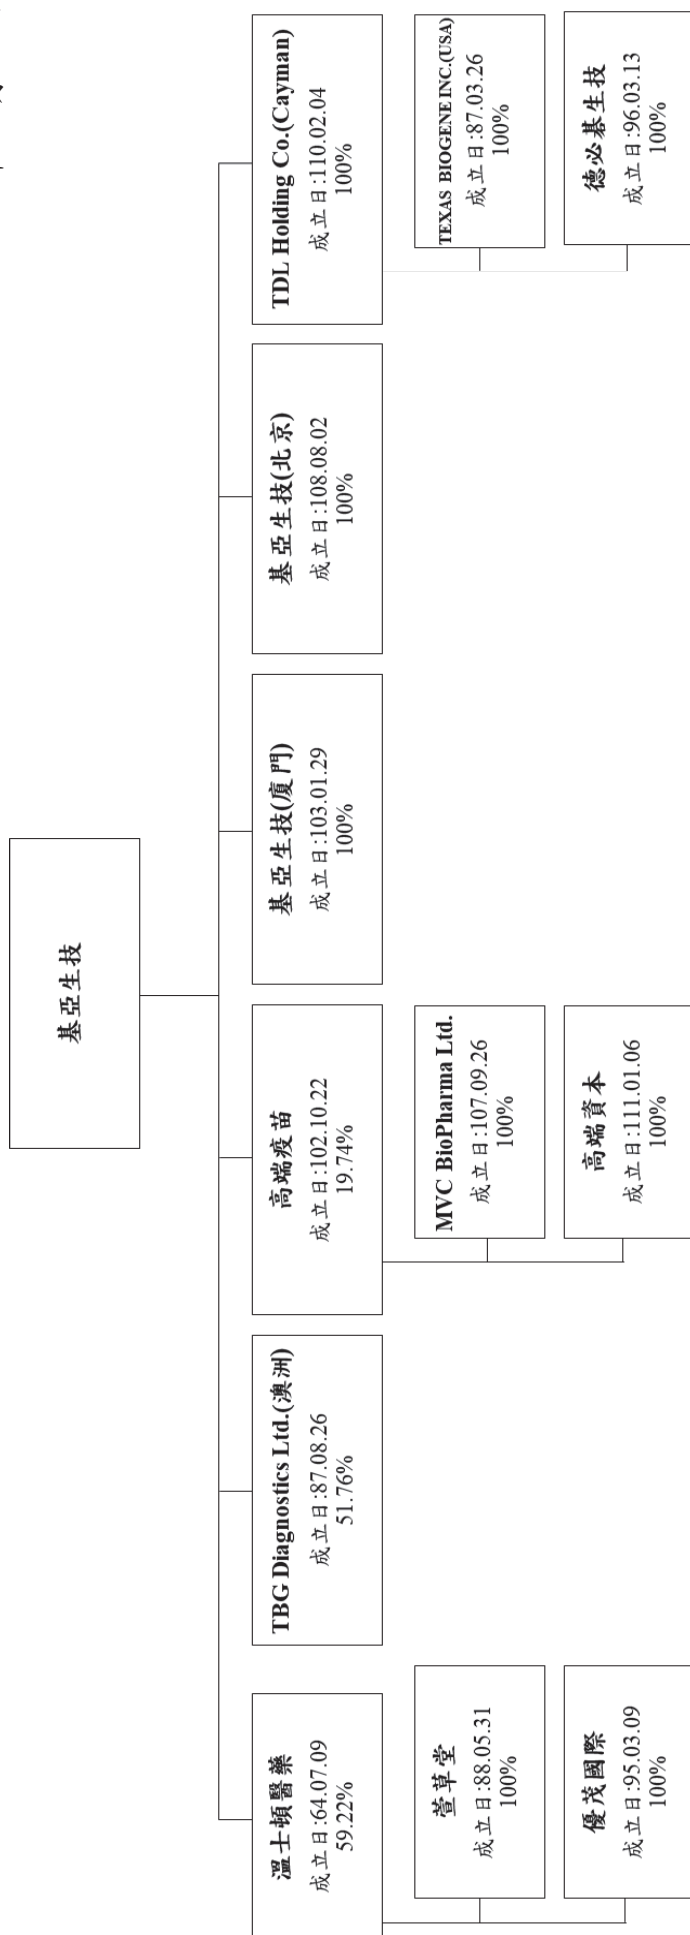 基亞生技
溫士頓醫藥
成立日:64.07.09
59.22%
TBG Diagnostics Ltd.(澳洲)
成立日:87.08.26
51.76%
高端疫苗
成立日:102.10.22
19.74%
基亞生技(廈門)
成立日:103.01.29
100%
基亞生技(北京)
成立日:108.08.02
100%
TDL Holding Co.(Cayman)
成立日:110.02.04
100%
萱草堂
成立日:88.05.31
100%
MVC BioPharma Ltd.
成立日:107.09.26
100%
TEXAS BIOGENE INC.(USA)
成立日:87.03.26
100%
優茂國際
成立日:95.03.09
100%
高端資本
成立日:111.01.06
100%
德必碁生技
成立日:96.03.13
100%